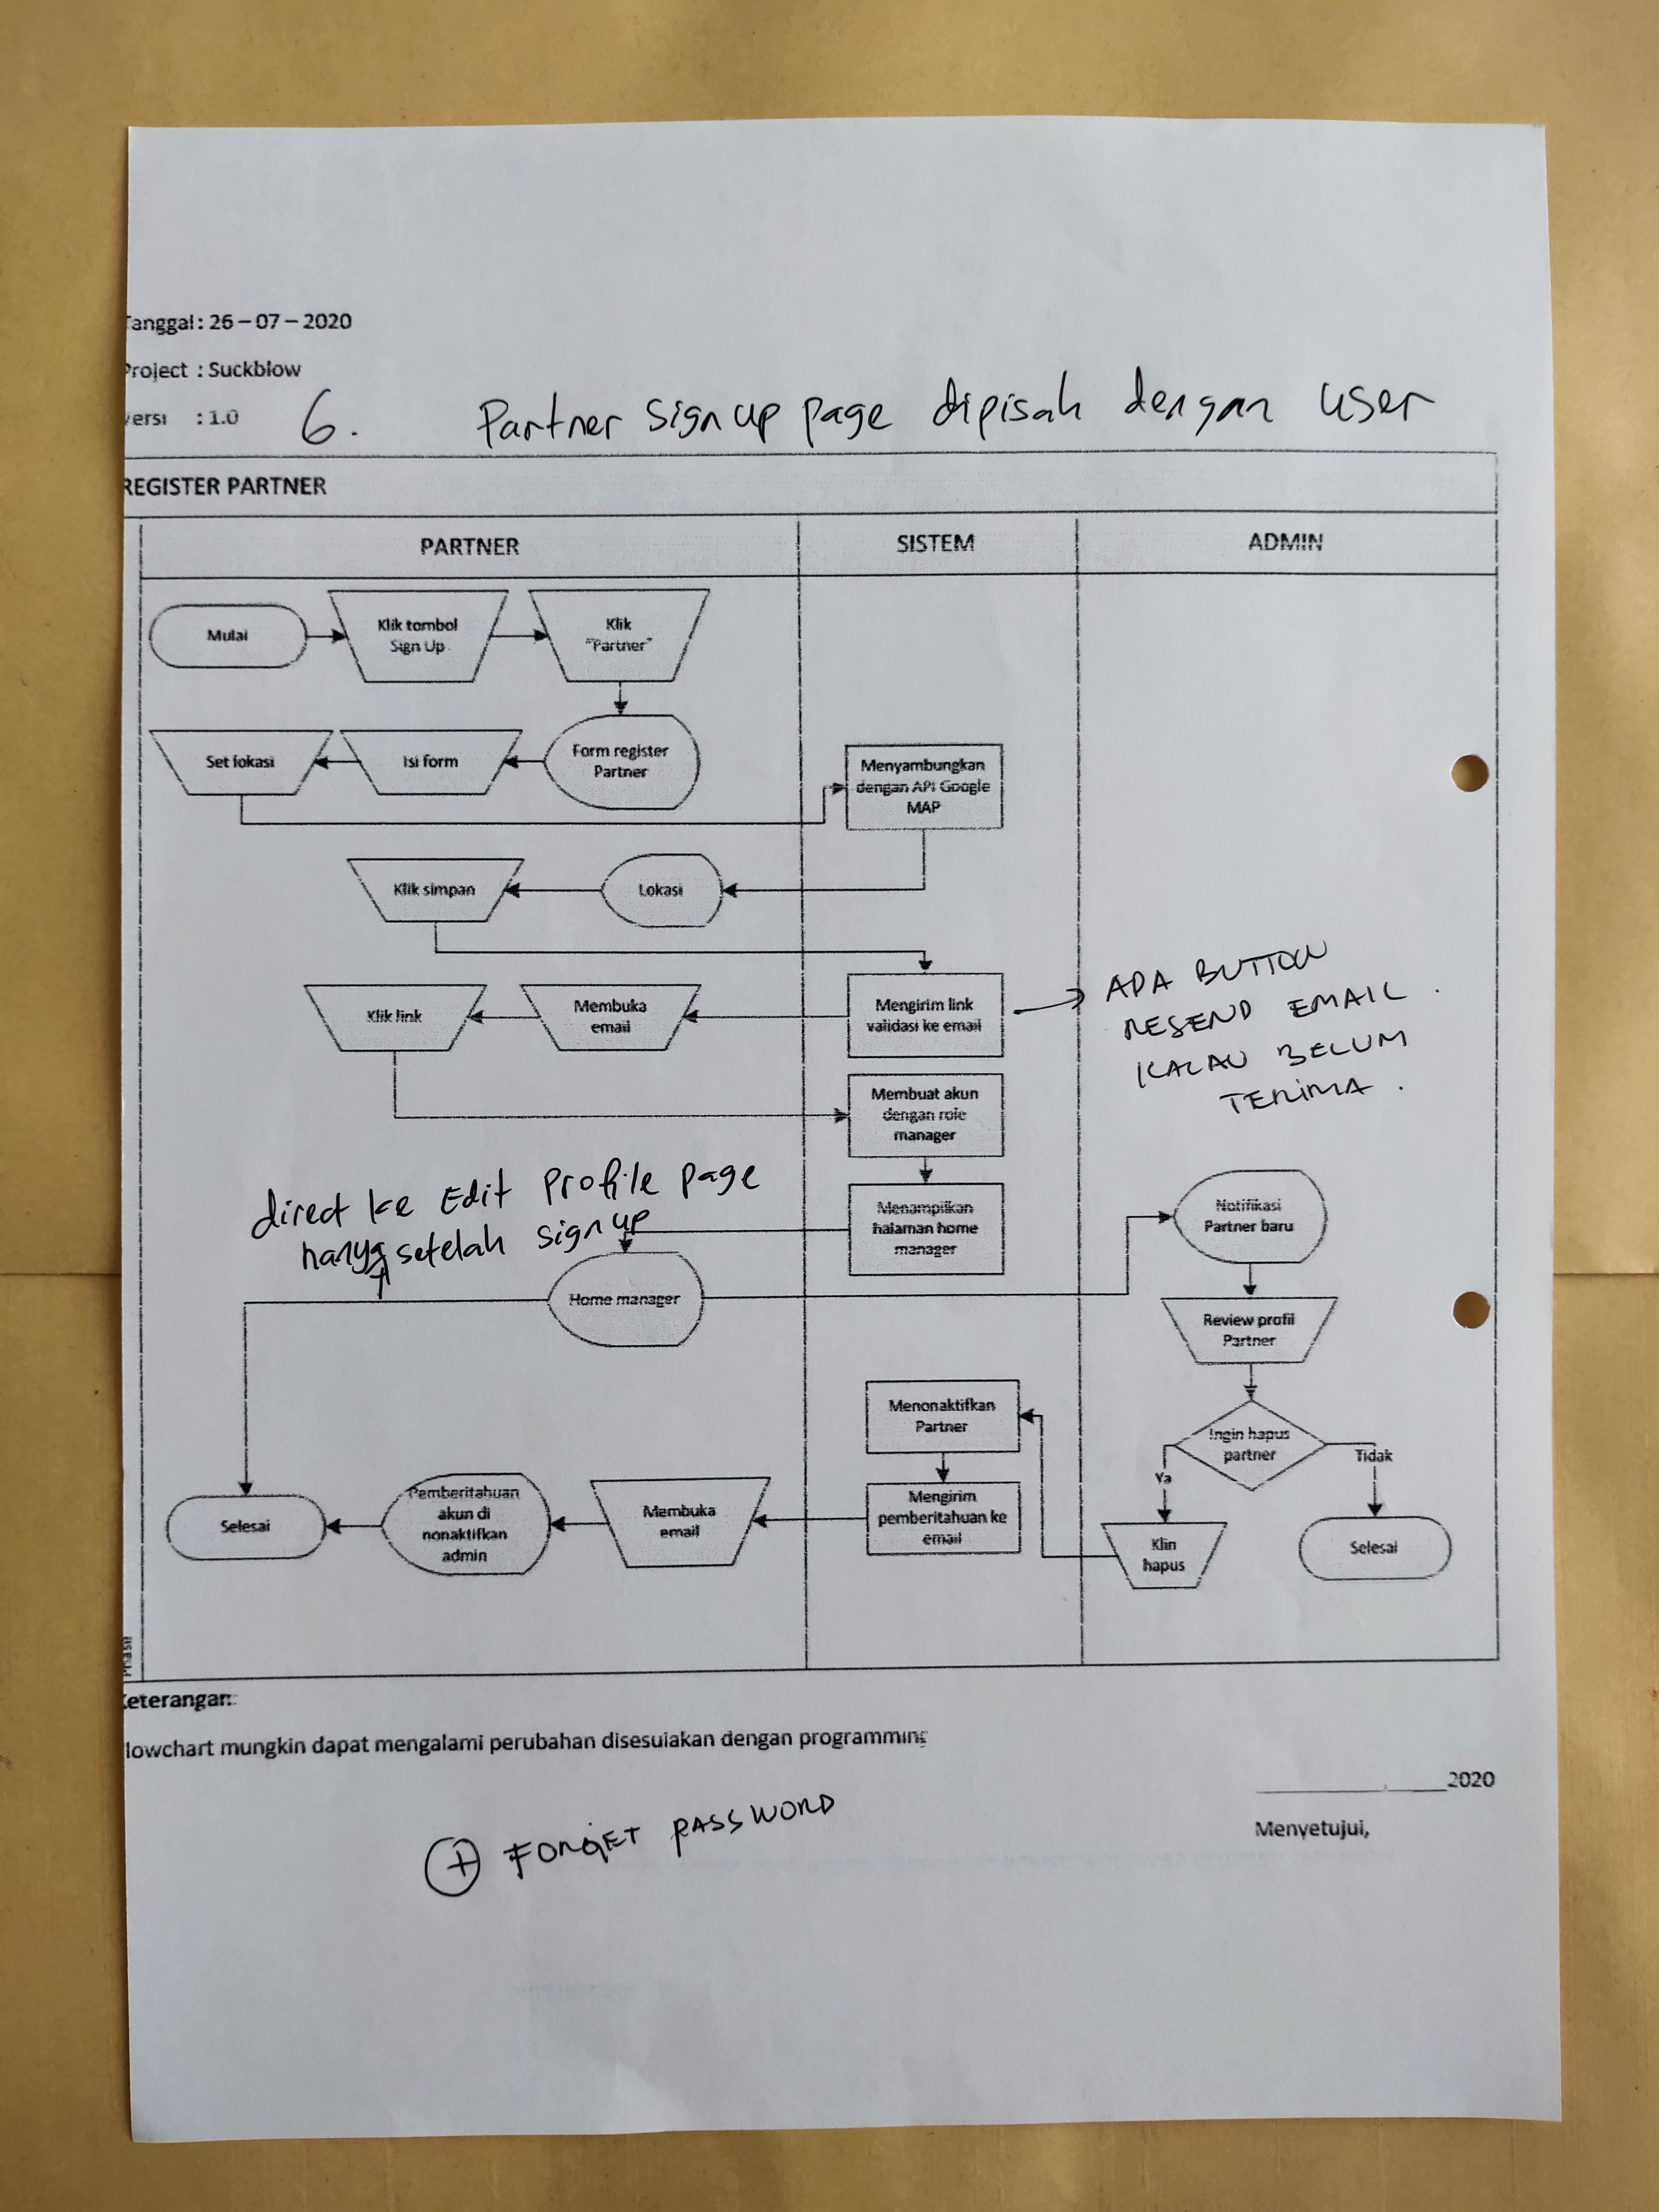 Tanggal : 26 – 07 – 2020
Project : Suckblow
Versi : 1.0
6. Partner Sign up Page dipisah dengan user
REGISTER PARTNER
PARTNER
SISTEM
ADMIN
Mulai
Klik tombol
Sign Up
Klik
"Partner"
Form register
Partner
Isi form
Set lokasi
Menyambungkan
dengan API Google
MAP
Lokasi
Klik simpan
Mengirim link
validasi ke email
→ ADA BUTTON
RESEND EMAIL
KALAU BELUM
TERIMA.
Membuka
email
Klik link
Membuat akun
dengan role
manager
Menampilkan
halaman home
manager
direct ke Edit Profile page
hanya setelah sign up
Home manager
Notifikasi
Partner baru
Review profil
Partner
Ingin hapus
partner
Ya
Tidak
Klin
hapus
Selesai
Menonaktifkan
Partner
Mengirim
pemberitahuan ke
email
Membuka
email
Pemberitahuan
akun di
nonaktifkan
admin
Selesai
Phase
Keterangan:
lowchart mungkin dapat mengalami perubahan disesuiakan dengan programming
_2020
Menyetujui,
+ FORGET PASSWORD